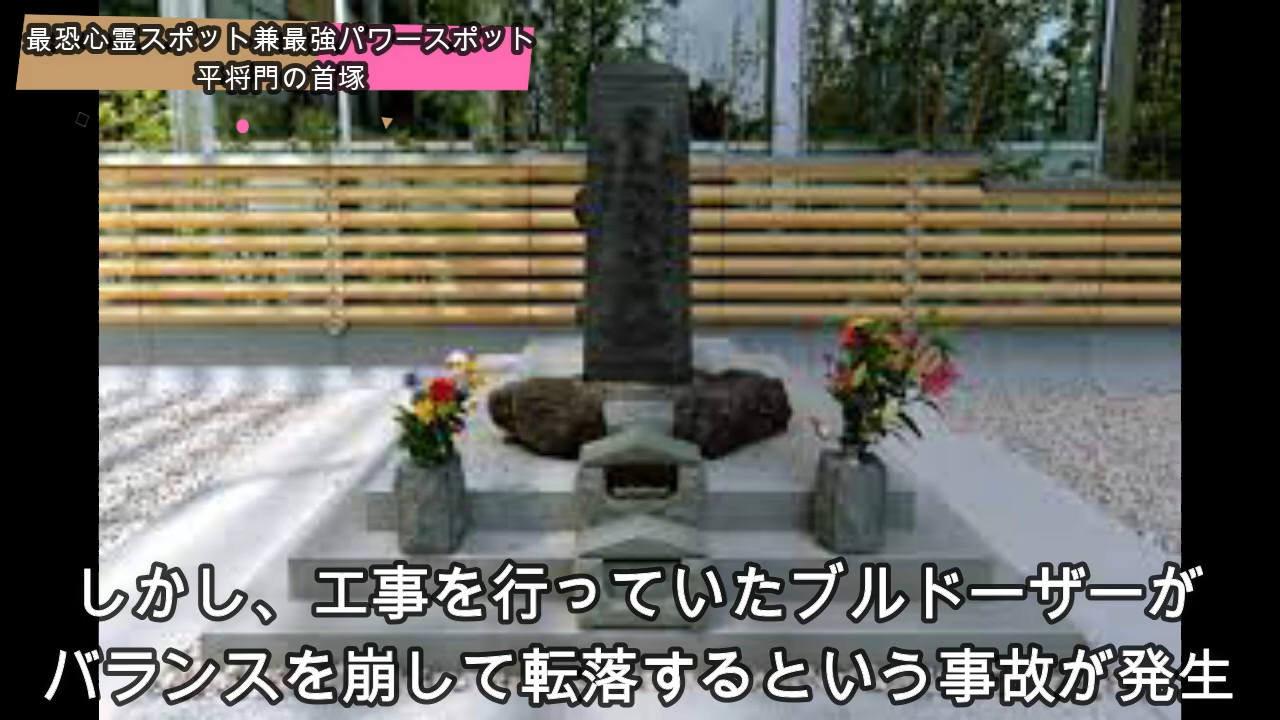 最恐心霊スポット兼最強パワースポット
平将門の首塚
しかし、工事を行っていたブルドーザーが
バランスを崩して転落するという事故が発生